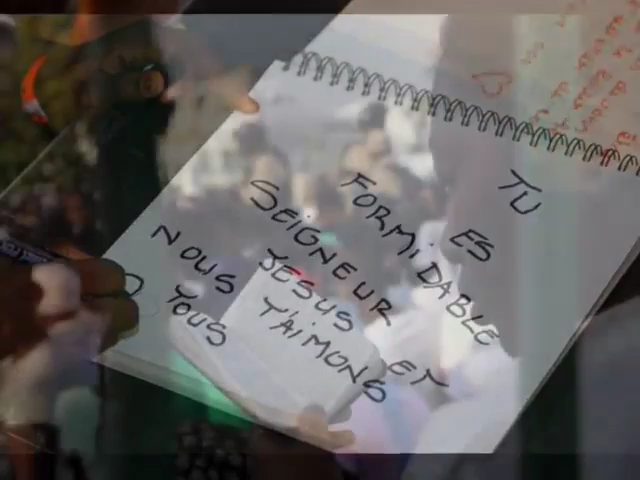 TU
ES
FORMIDABLE
SEIGNEUR
JESUS ET
NOUS T'AIMONS
TOUS